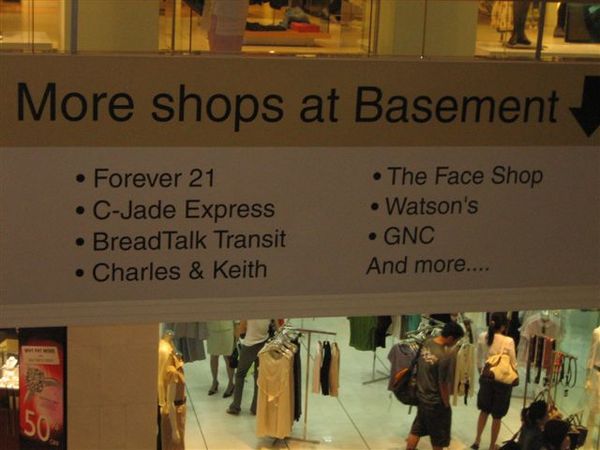 More shops at Basement
• Forever 21
• C-Jade Express
• BreadTalk Transit
• Charles & Keith
• The Face Shop
• Watson's
• GNC
And more....
50